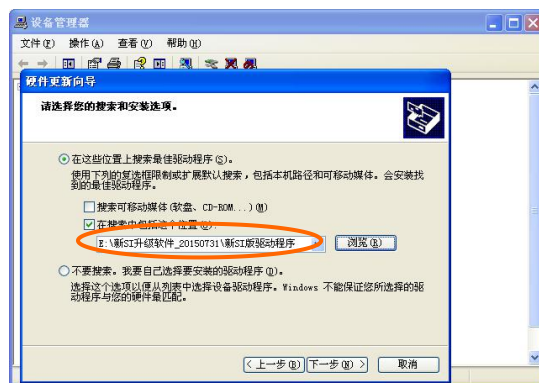 设备管理器
文件(F) 操作(A) 查看(V) 帮助(H)
硬件更新向导
请选择您的搜索和安装选项。
在这些位置上搜索最佳驱动程序(S)。
使用下列的复选框限制或扩展默认搜索，包括本机路径和可移动媒体。会安装找
到的最佳驱动程序。
搜索可移动媒体(软盘、CD-ROM...)(M)
在搜索中包括这个位置(O):
E:\新SI升级软件_20150731\新SI版驱动程序
浏览(R)
不要搜索。我要自己选择要安装的驱动程序(D)。
选择这个选项以便从列表中选择设备驱动程序。Windows 不能保证您所选择的驱
动程序与您的硬件最匹配。
<上一步(B) 下一步(N)> 取消